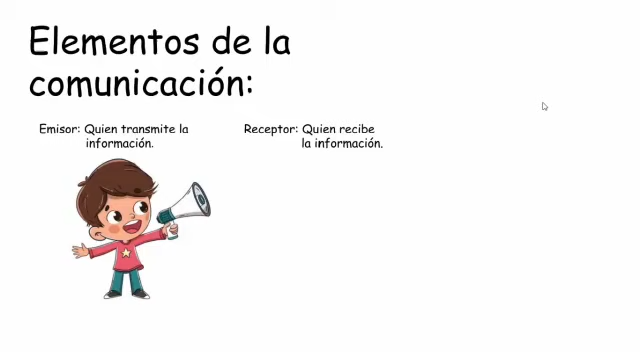 Elementos de la
comunicación:
Emisor: Quien transmite la
información.
Receptor: Quien recibe
la información.